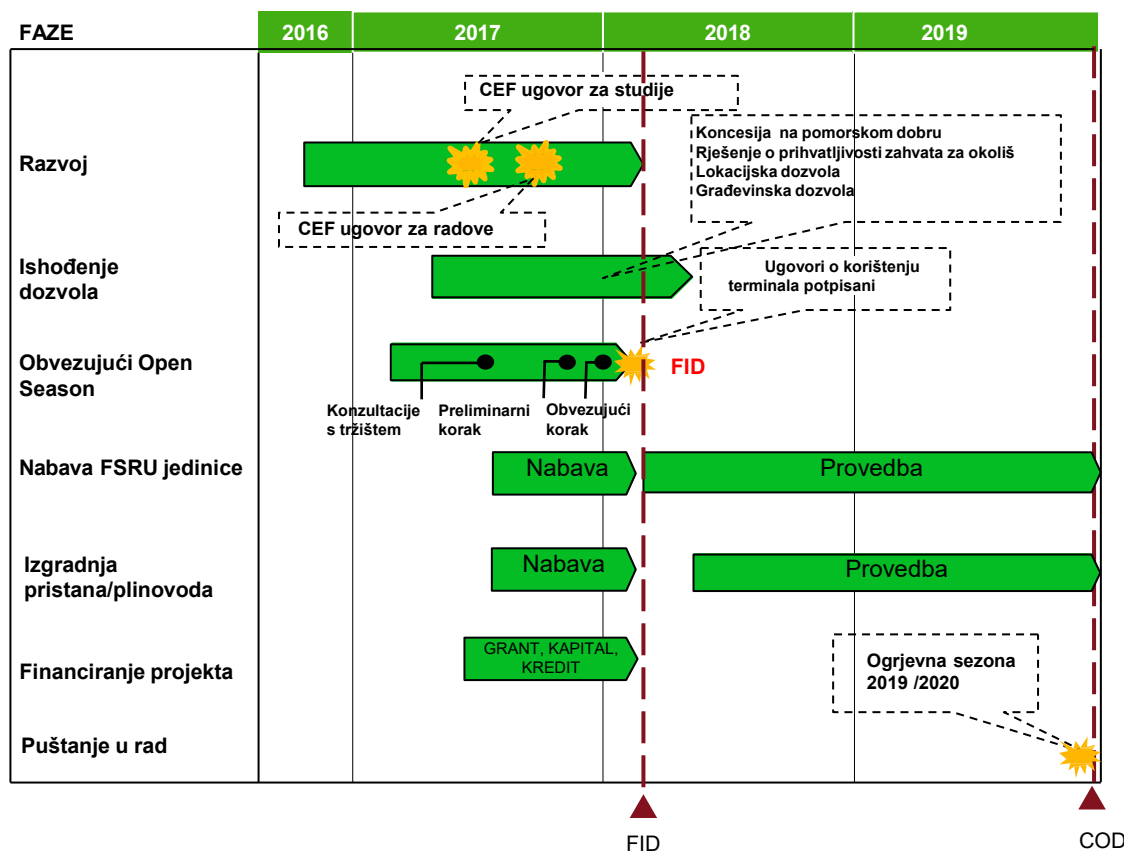 FAZE
2016
2017
2018
2019
CEF ugovor za studije
Koncesija na pomorskom dobru
Rješenje o prihvatljivosti zahvata za okoliš
Lokacijska dozvola
Građevinska dozvola
Razvoj
CEF ugovor za radove
Ishođenje
dozvola
Ugovori o korištenju
terminala potpisani
Obvezujući Open
Season
FID
Konzultacije
s tržištem
Preliminarni
korak
Obvezujući
korak
Nabava FSRU jedinice
Nabava
Provedba
Izgradnja
pristana/plinovoda
Nabava
Provedba
Financiranje projekta
GRANT, KAPITAL,
KREDIT
Ogrjevna sezona
2019 /2020
Puštanje u rad
FID
COD